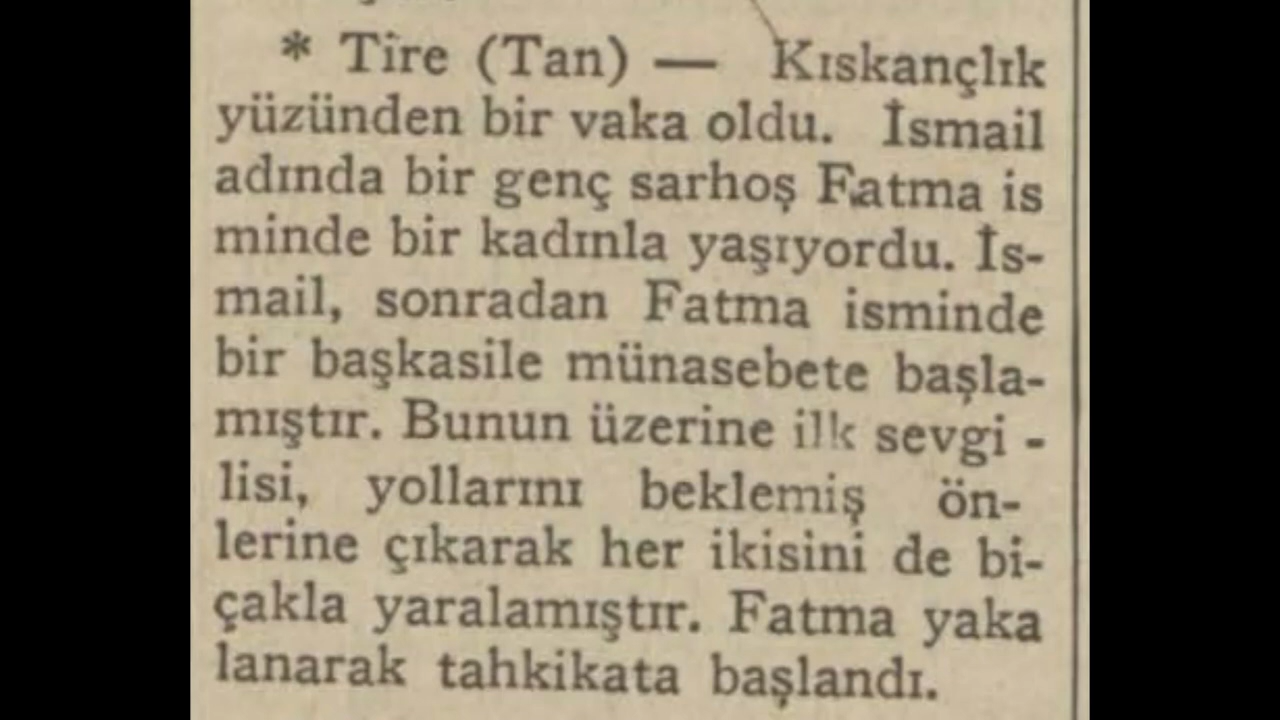 * Tire (Tan) — Kıskançlık
yüzünden bir vaka oldu. İsmail
adında bir genç sarhoş Fatma is
minde bir kadınla yaşıyordu. İs-
mail, sonradan Fatma isminde
bir başkasile münasebete başla-
mıştır. Bunun üzerine ilk sevgi -
lisi, yollarını beklemiş ön-
lerine çıkarak her ikisini de bi-
çakla yaralamıştır. Fatma yaka
lanarak tahkikata başlandı.